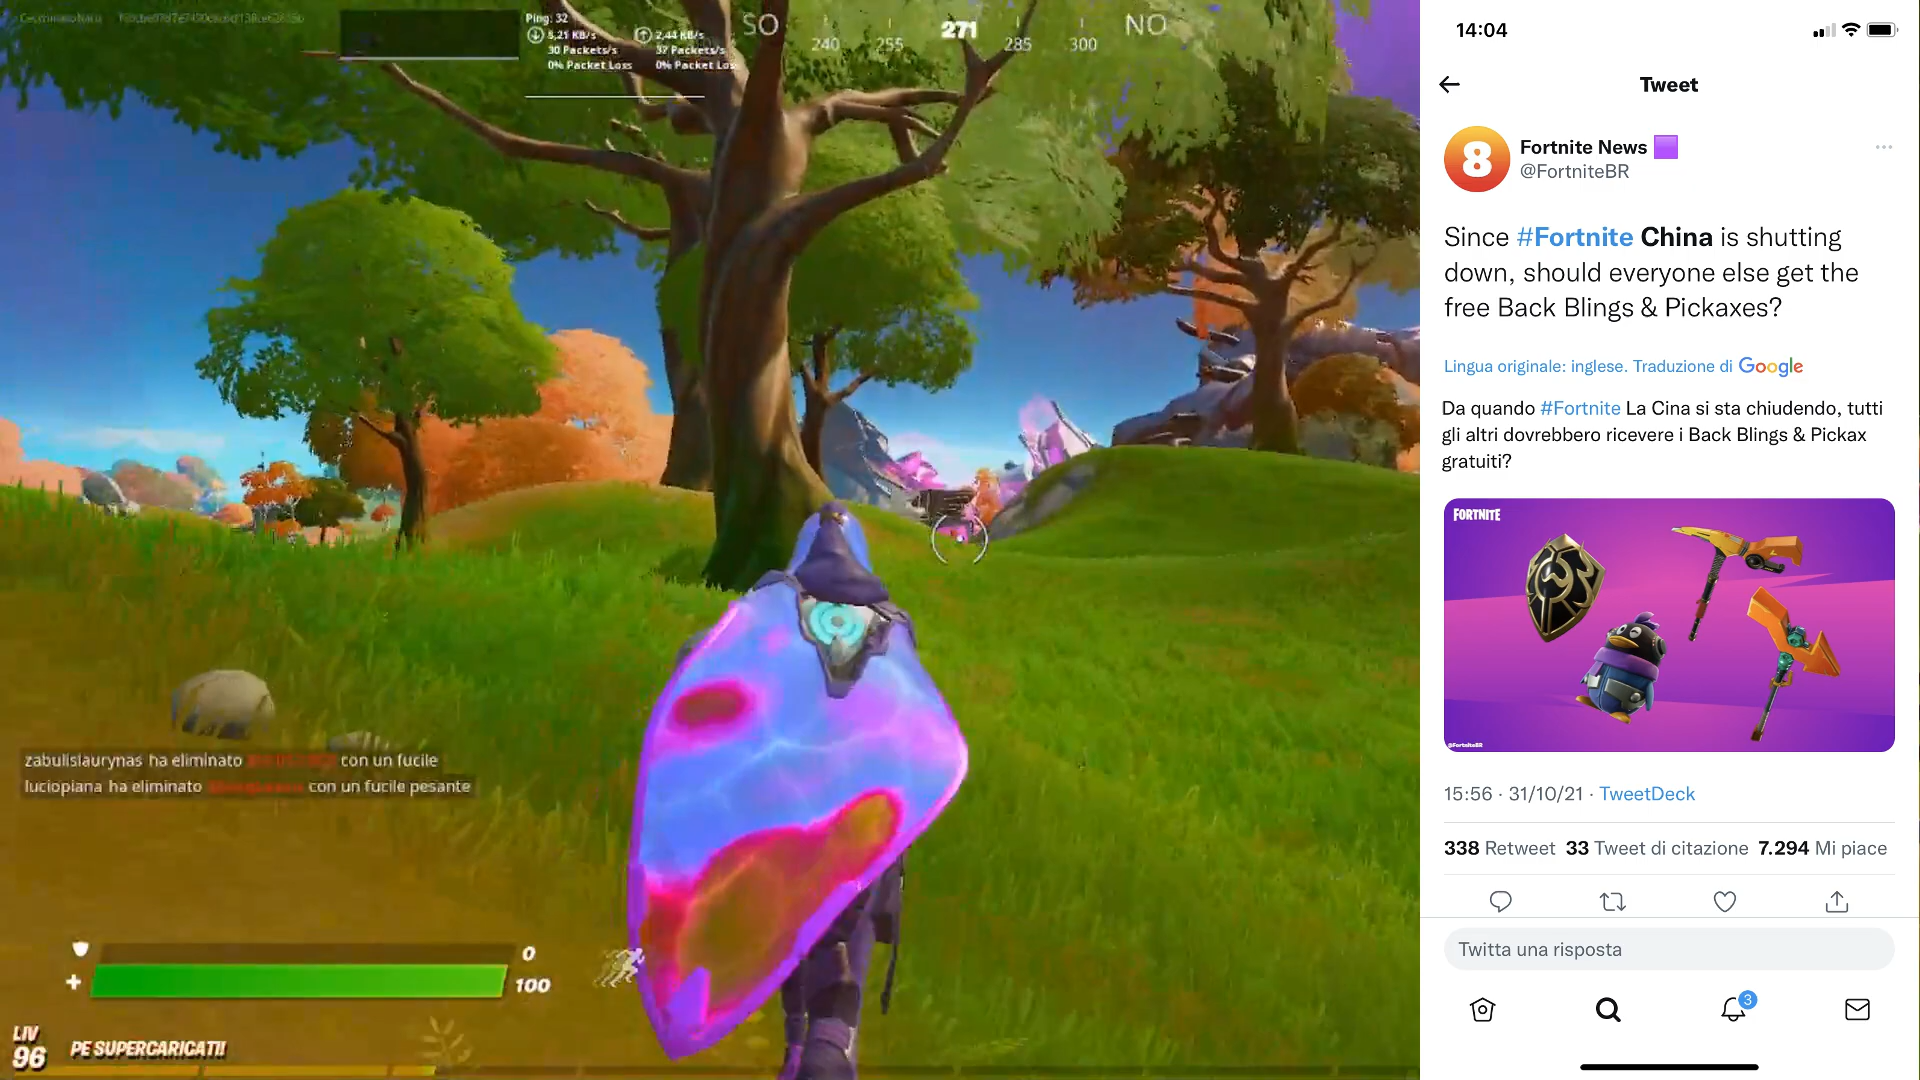 Ping: 32
5,21 KB/s
2,44 KB/s
30 Packets/s
37 Packets/s
0% Packet Loss
0% Packet Los
SO
240
255
271
285
300
NO
zabulislaurynas ha eliminato con un fucile
luciopiana ha eliminato con un fucile pesante
0
100
LIV
96
PE SUPERCARICATI!
14:04
Tweet
8
Fortnite News
@FortniteBR
Since #Fortnite China is shutting
down, should everyone else get the
free Back Blings & Pickaxes?
Lingua originale: inglese. Traduzione di Google
Da quando #Fortnite La Cina si sta chiudendo, tutti
gli altri dovrebbero ricevere i Back Blings & Pickax
gratuiti?
FORTNITE
@FortniteBR
15:56 · 31/10/21 · TweetDeck
338 Retweet 33 Tweet di citazione 7.294 Mi piace
Twitta una risposta
3